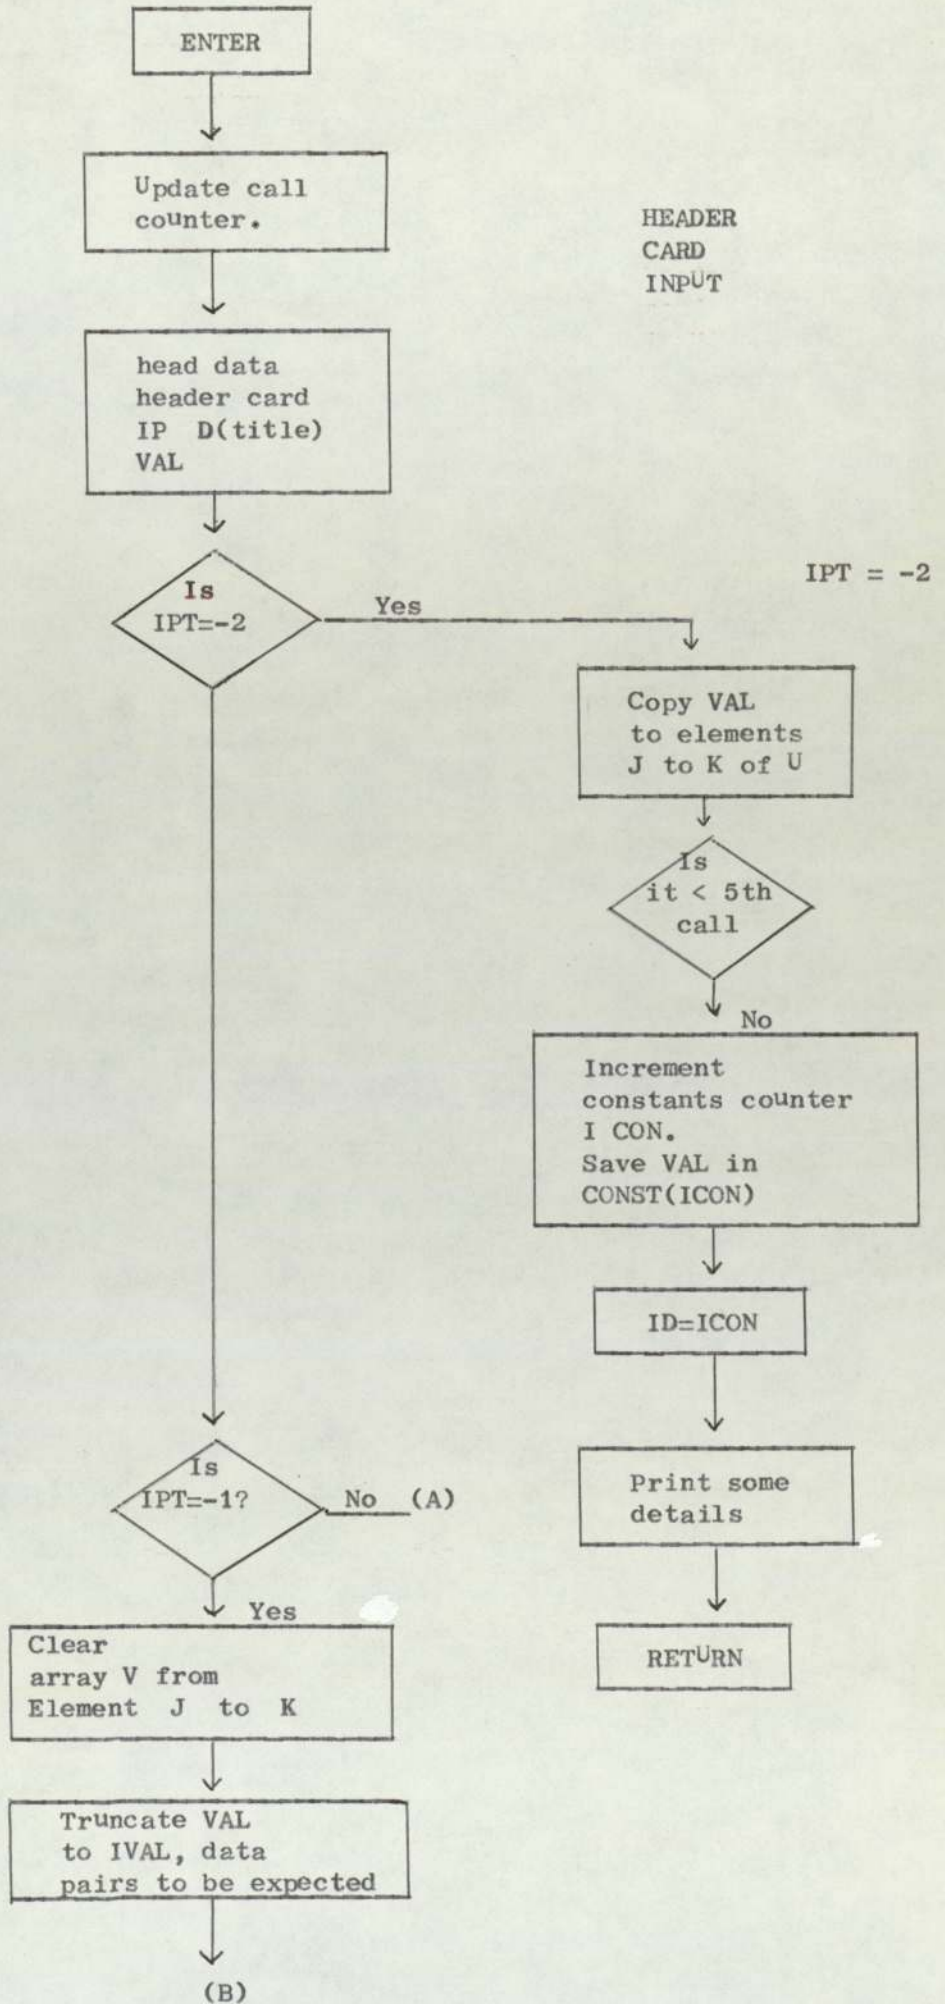 ENTER
Update call
counter.
HEADER
CARD
INPUT
head data
header card
IP D(title)
VAL
Is
IPT=-2
Yes
IPT = -2
Copy VAL
to elements
J to K of U
Is
it < 5th
call
No
Increment
constants counter
I CON.
Save VAL in
CONST(ICON)
ID=ICON
Print some
details
RETURN
Is
IPT=-1?
No (A)
Yes
Clear
array V from
Element J to K
Truncate VAL
to IVAL, data
pairs to be expected
(B)